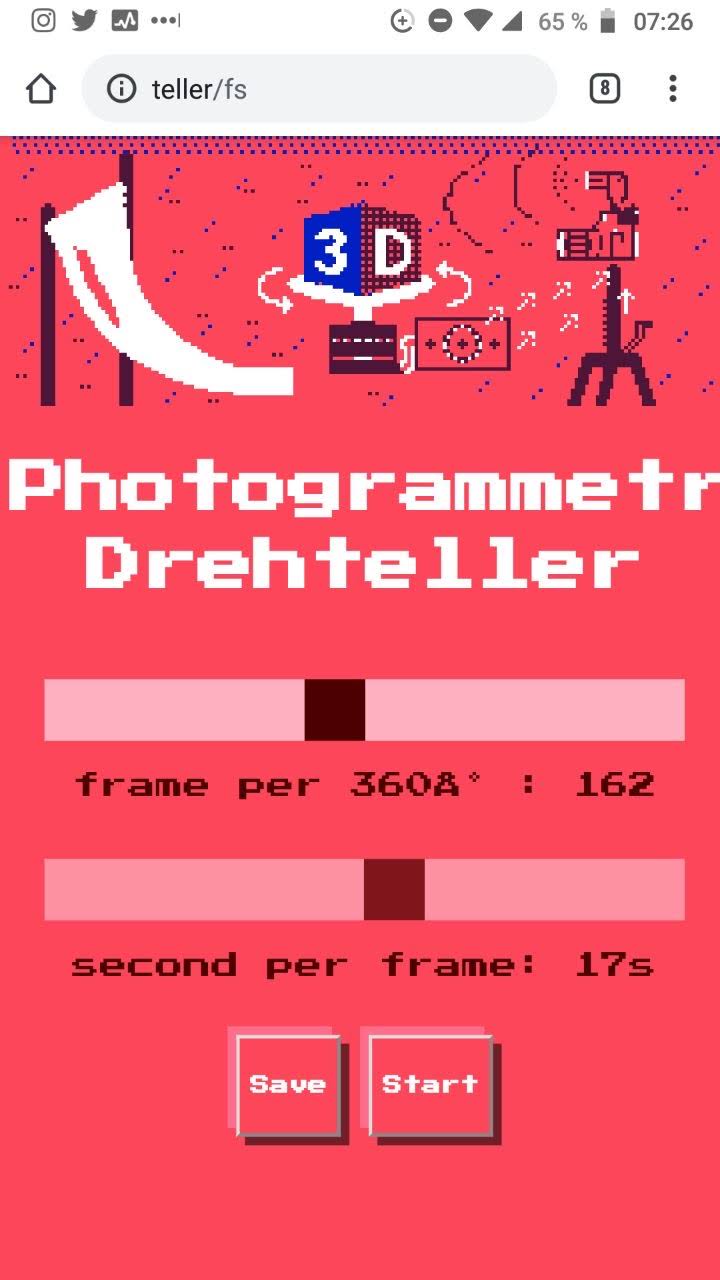 65 % 07:26
teller/fs 8
3D
Photogrammetr
Drehteller
frame per 360Â° : 162
second per frame: 17s
Save Start